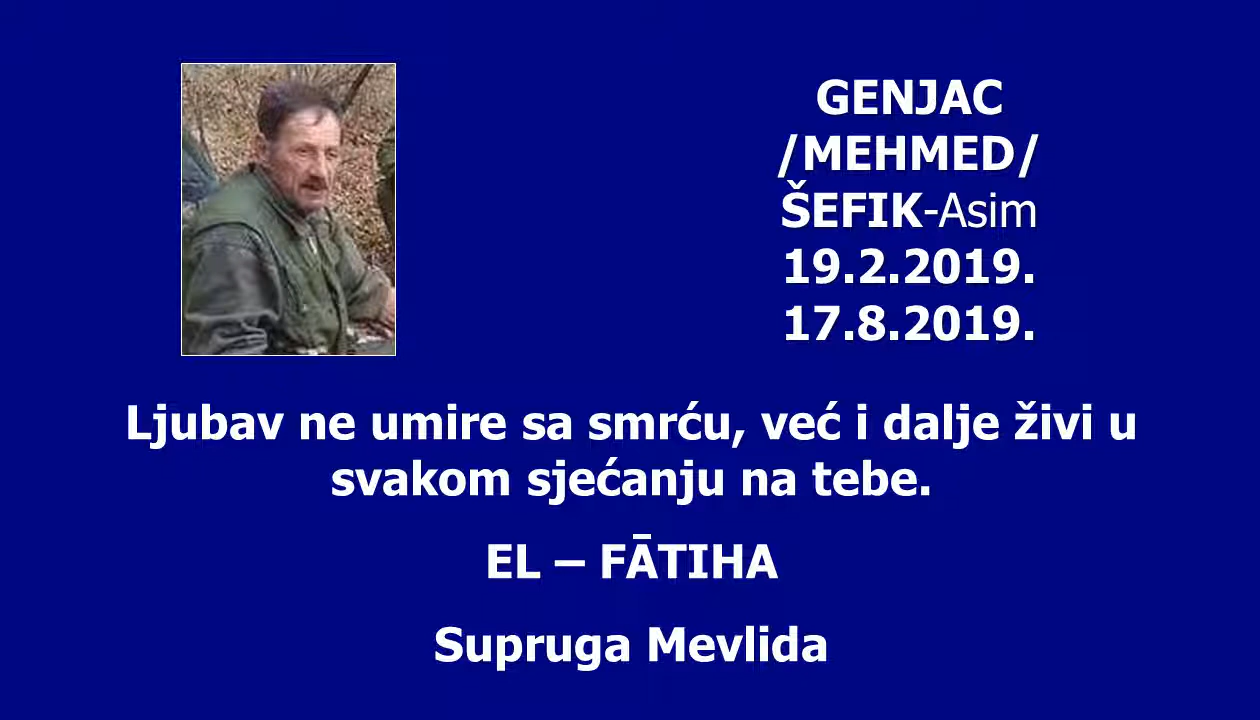 GENJAC
/MEHMED/
ŠEFIK-Asim
19.2.2019.
17.8.2019.
Ljubav ne umire sa smrću, već i dalje živi u
svakom sjećanju na tebe.
EL – FĀTIHA
Supruga Mevlida